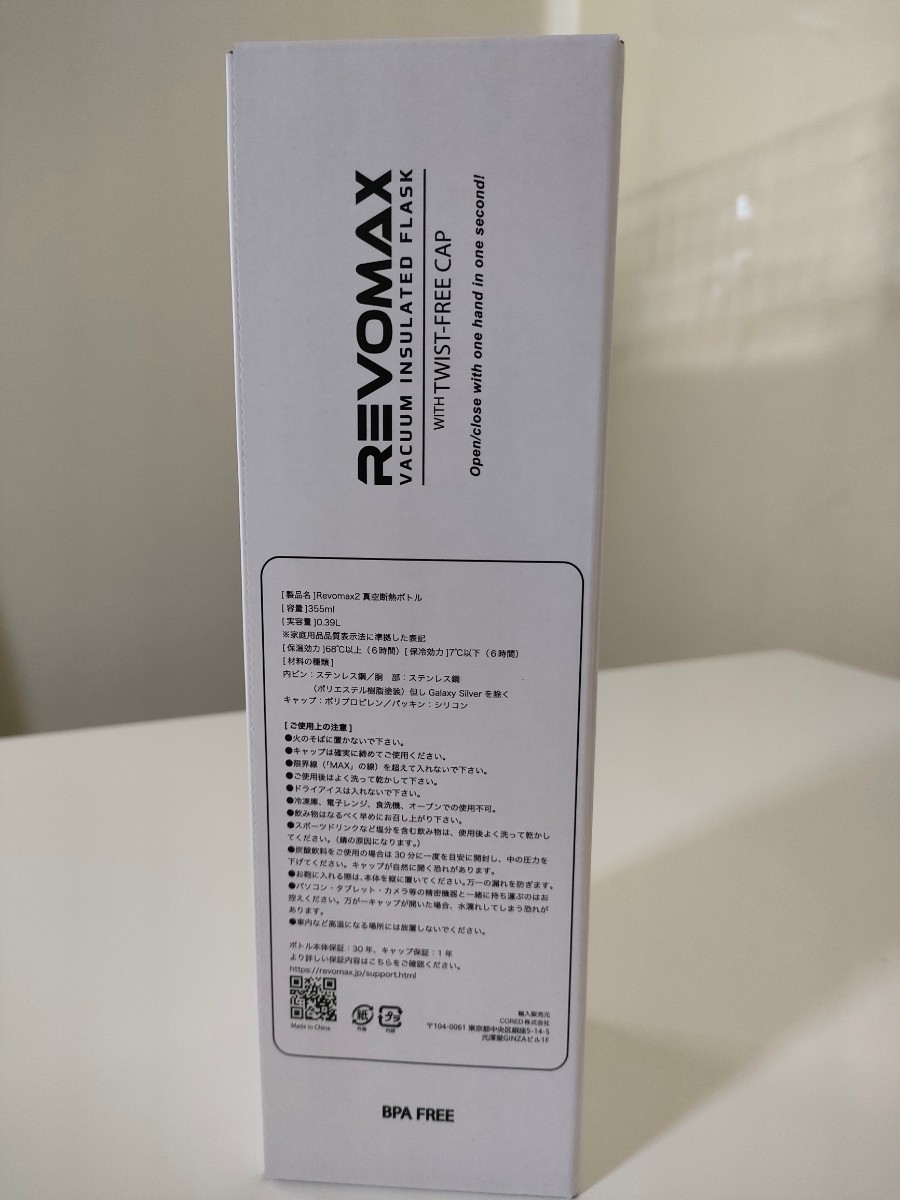 REVOMAX
VACUUM INSULATED FLASK
WITH TWIST-FREE CAP
Open/close with one hand in one second!
[製品名]Revomax2 真空断熱ボトル
[容量]355ml
[実容量]0.39L
※家庭用品品質表示法に準拠した表記
[保温効力]68℃以上（6時間）[保冷効力]7℃以下（6時間）
[材料の種類]
内ビン：ステンレス鋼／胴　部：ステンレス鋼
（ポリエステル樹脂塗装）但し Galaxy Silver を除く
キャップ：ポリプロピレン／パッキン：シリコン
[ご使用上の注意]
●火のそばに置かないで下さい。
●キャップは確実に締めてご使用ください。
●限界線（「MAX」の線）を超えて入れないで下さい。
●ご使用後はよく洗って乾かして下さい。
●ドライアイスは入れないで下さい。
●冷凍庫、電子レンジ、食洗機、オーブンでの使用不可。
●飲み物はなるべく早めにお召し上がり下さい。
●スポーツドリンクなど塩分を含む飲み物は、使用後よく洗って乾かし
てください。（錆の原因になります。）
●炭酸飲料をご使用の場合は30分に一度を目安に開封し、中の圧力を
下げてください。キャップが自然に開く恐れがあります。
●お鞄に入れる際は、本体を縦に置いてください。万一の漏れを防ぎます。
●パソコン・タブレット・カメラ等の精密機器と一緒に持ち運ぶのはお
控えください。万が一キャップが開いた場合、水濡れしてしまう恐れが
あります。
●車内など高温になる場所には放置しないでください。
ボトル本体保証：30年、キャップ保証：1年
より詳しい保証内容はこちらをご確認ください。
https://revomax.jp/support.html
Made in China
紙
外箱
プラ
内袋
輸入販売元
CORED 株式会社
〒104-0061 東京都中央区銀座5-14-5
光澤堂GINZAビル1F
BPA FREE